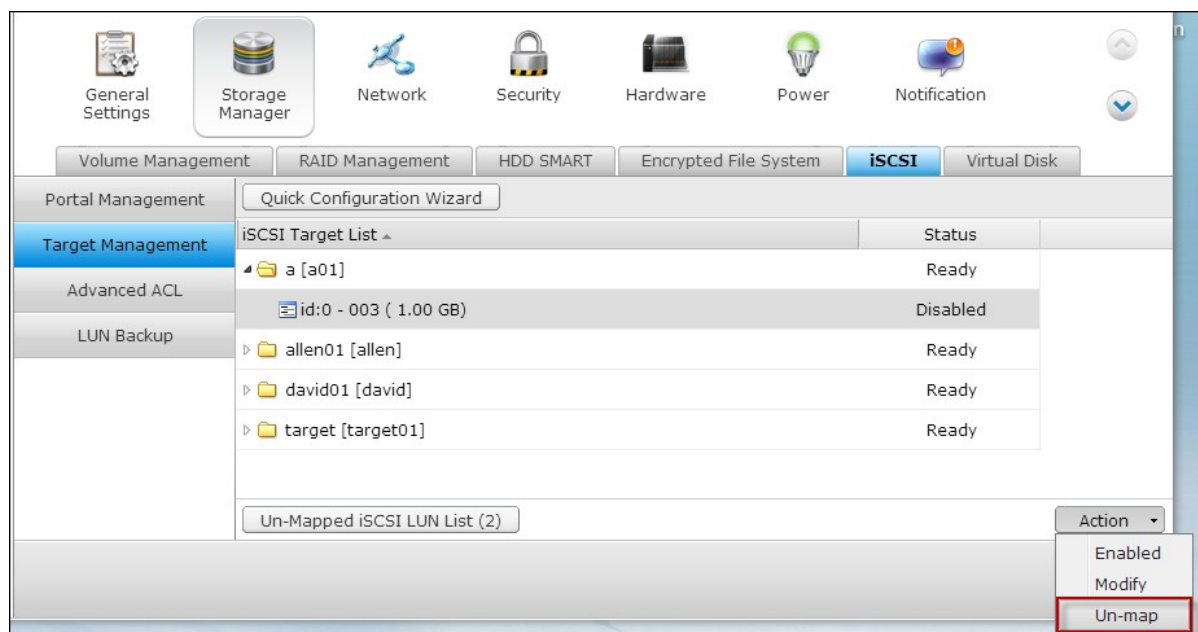 n
General Settings
Storage Manager
Network
Security
Hardware
Power
Notification
Volume Management
RAID Management
HDD SMART
Encrypted File System
iSCSI
Virtual Disk
Portal Management
Target Management
Advanced ACL
LUN Backup
Quick Configuration Wizard
iSCSI Target List
Status
a [a01]
Ready
id:0 - 003 ( 1.00 GB)
Disabled
allen01 [allen]
Ready
david01 [david]
Ready
target [target01]
Ready
Un-Mapped iSCSI LUN List (2)
Action
Enabled
Modify
Un-map